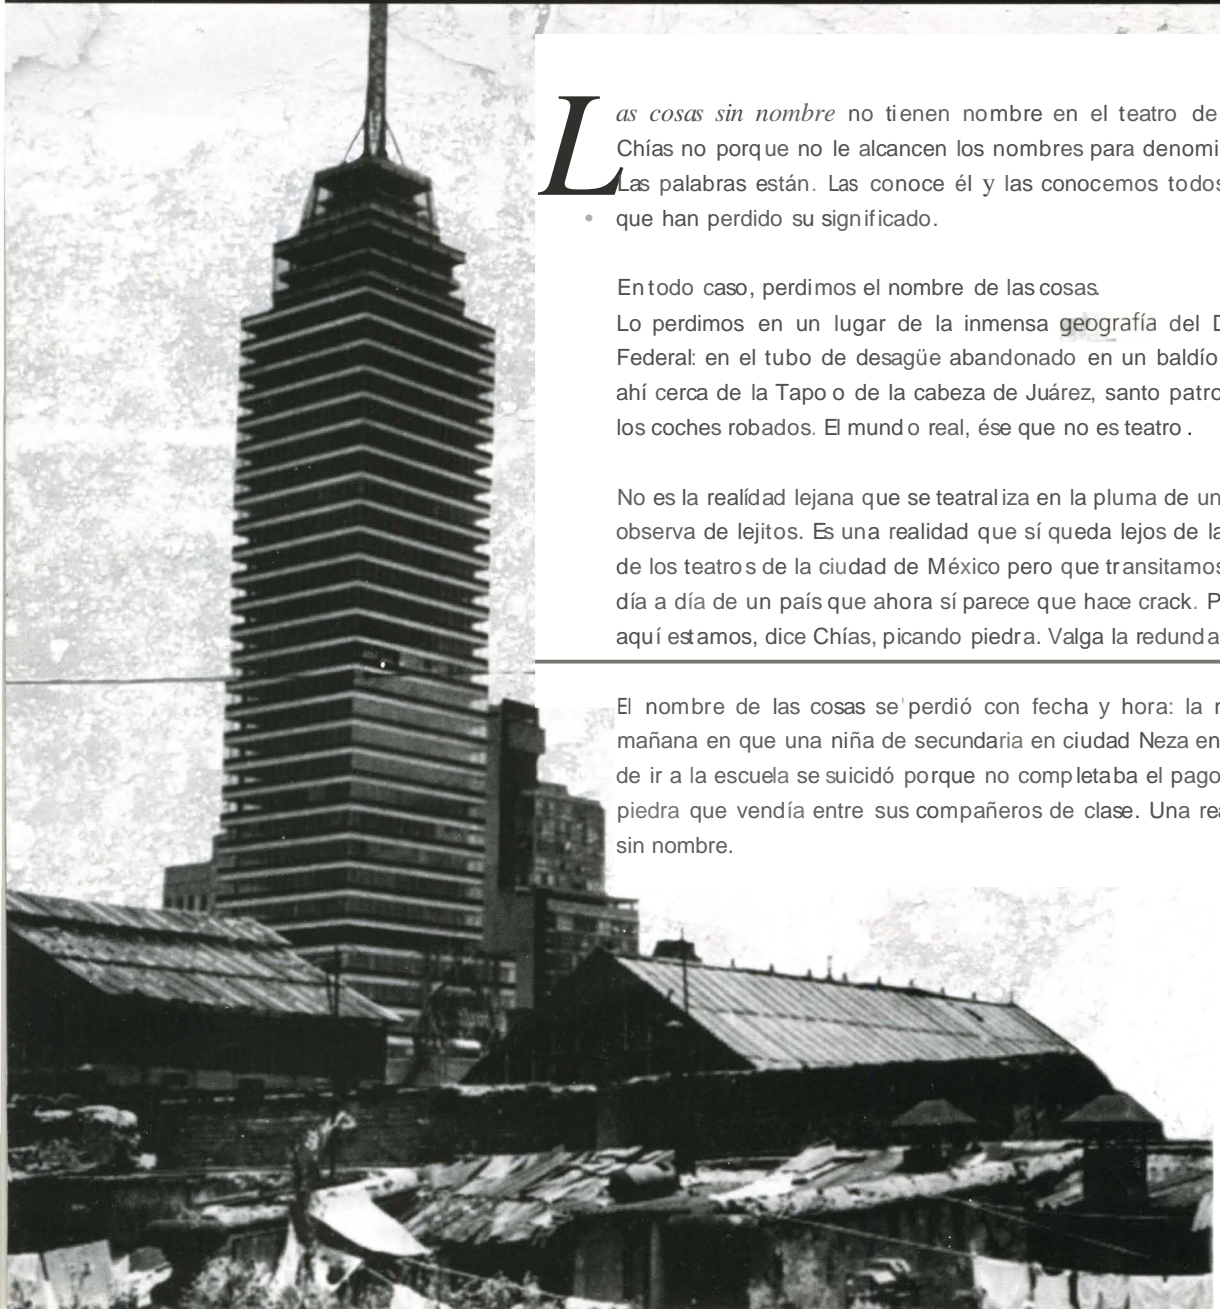 Las cosas sin nombre no tienen nombre en el teatro de
Chías no porque no le alcancen los nombres para denomi
Las palabras están. Las conoce él y las conocemos todos
que han perdido su significado.
En todo caso, perdimos el nombre de las cosas.
Lo perdimos en un lugar de la inmensa geografía del D
Federal: en el tubo de desagüe abandonado en un baldío
ahí cerca de la Tapo o de la cabeza de Juárez, santo patro
los coches robados. El mundo real, ése que no es teatro.
No es la realídad lejana que se teatraliza en la pluma de un
observa de lejitos. Es una realidad que sí queda lejos de la
de los teatros de la ciudad de México pero que transitamos
día a día de un país que ahora sí parece que hace crack. P
aquí estamos, dice Chías, picando piedra. Valga la redunda
El nombre de las cosas se perdió con fecha y hora: la
mañana en que una niña de secundaria en ciudad Neza en
de ir a la escuela se suicidó porque no completaba el pago
piedra que vendía entre sus compañeros de clase. Una rea
sin nombre.